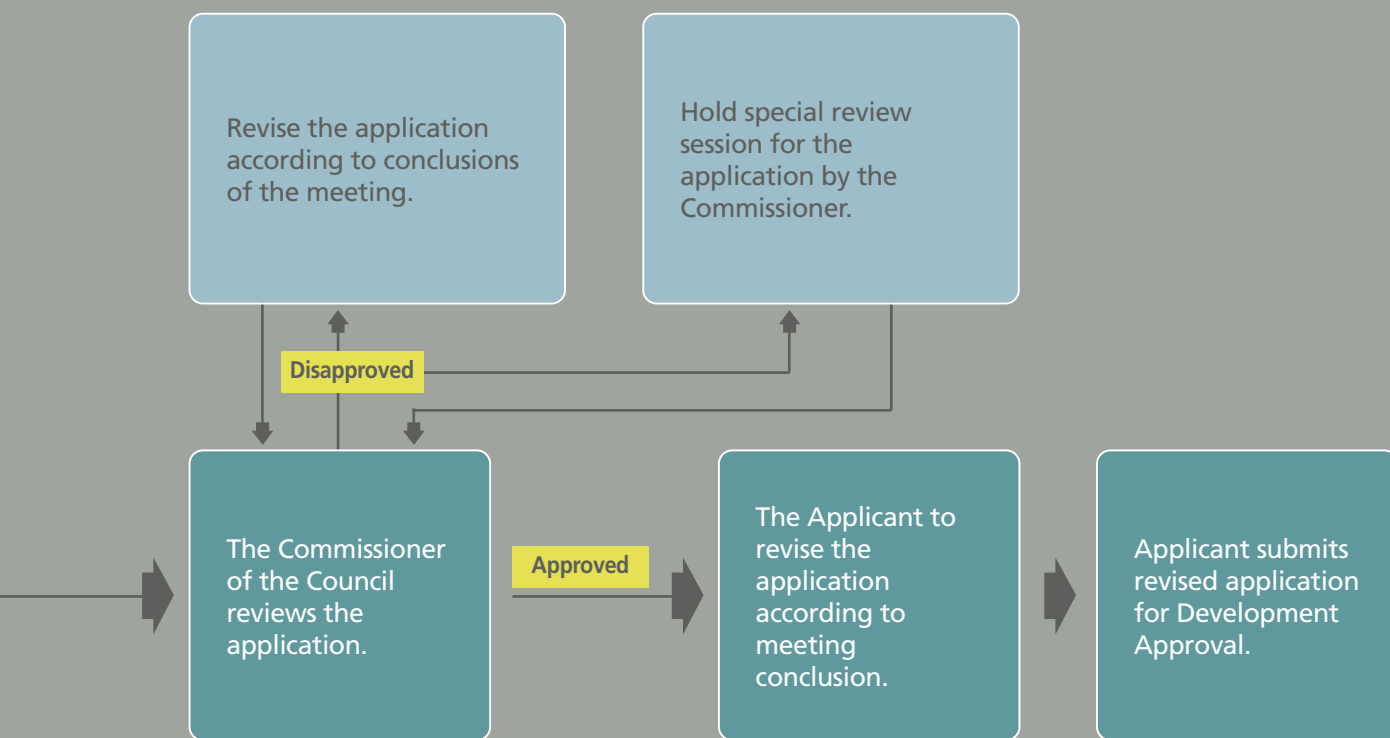 Revise the application
according to conclusions
of the meeting.
Hold special review
session for the
application by the
Commissioner.
Disapproved
The Commissioner
of the Council
reviews the
application.
Approved
The Applicant to
revise the
application
according to
meeting
conclusion.
Applicant submits
revised application
for Development
Approval.